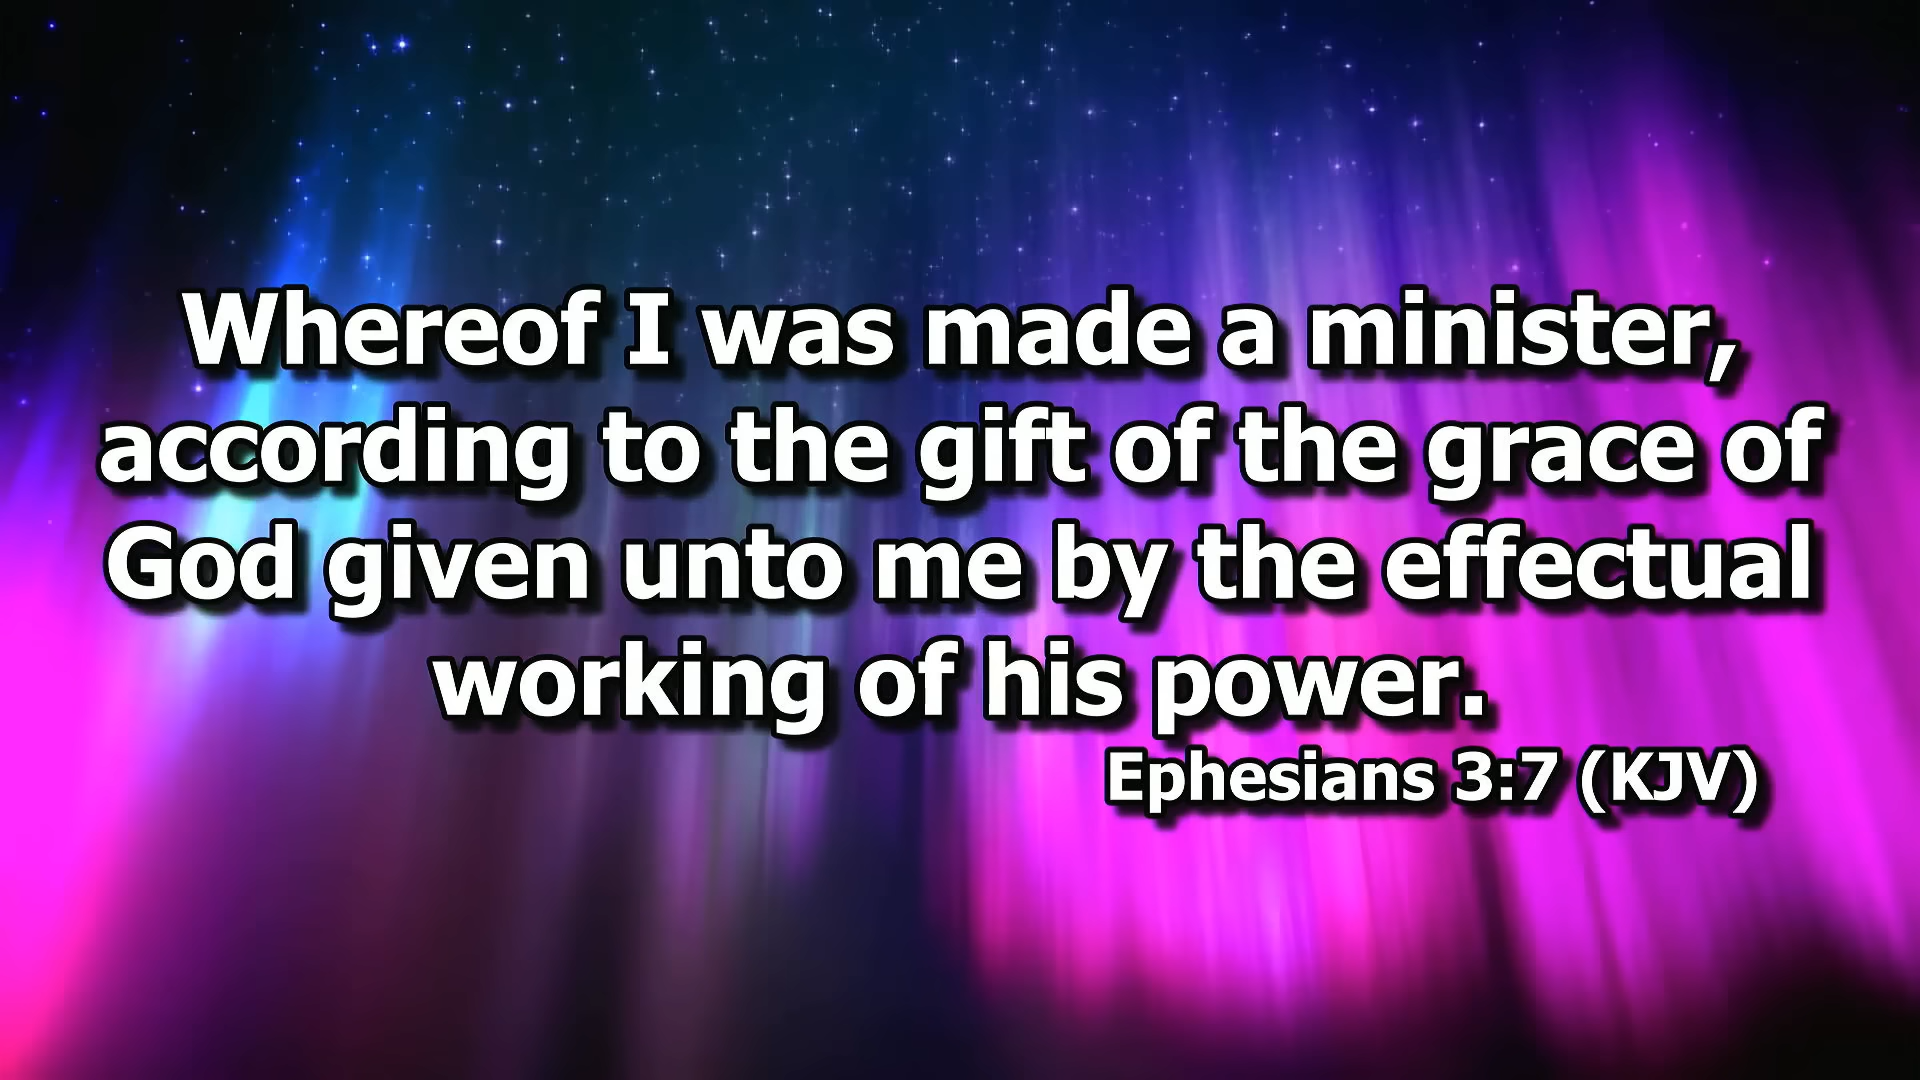 Whereof I was made a minister,
according to the gift of the grace of
God given unto me by the effectual
working of his power.
Ephesians 3:7 (KJV)